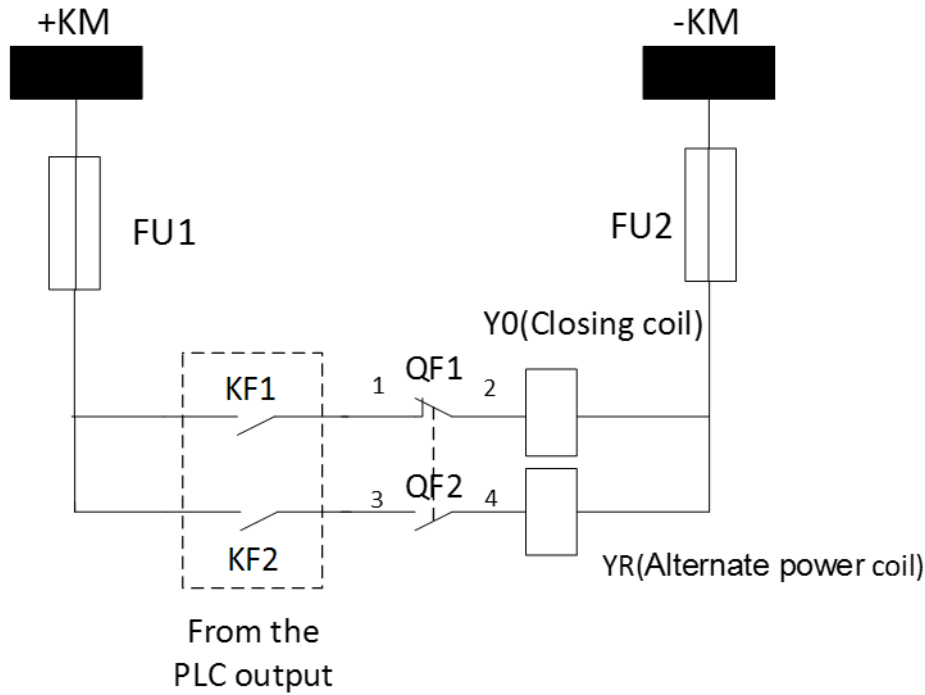 +KM
-KM
FU1
FU2
Y0(Closing coil)
KF1
1
QF1
2
3
QF2
4
KF2
YR(Alternate power coil)
From the
PLC output